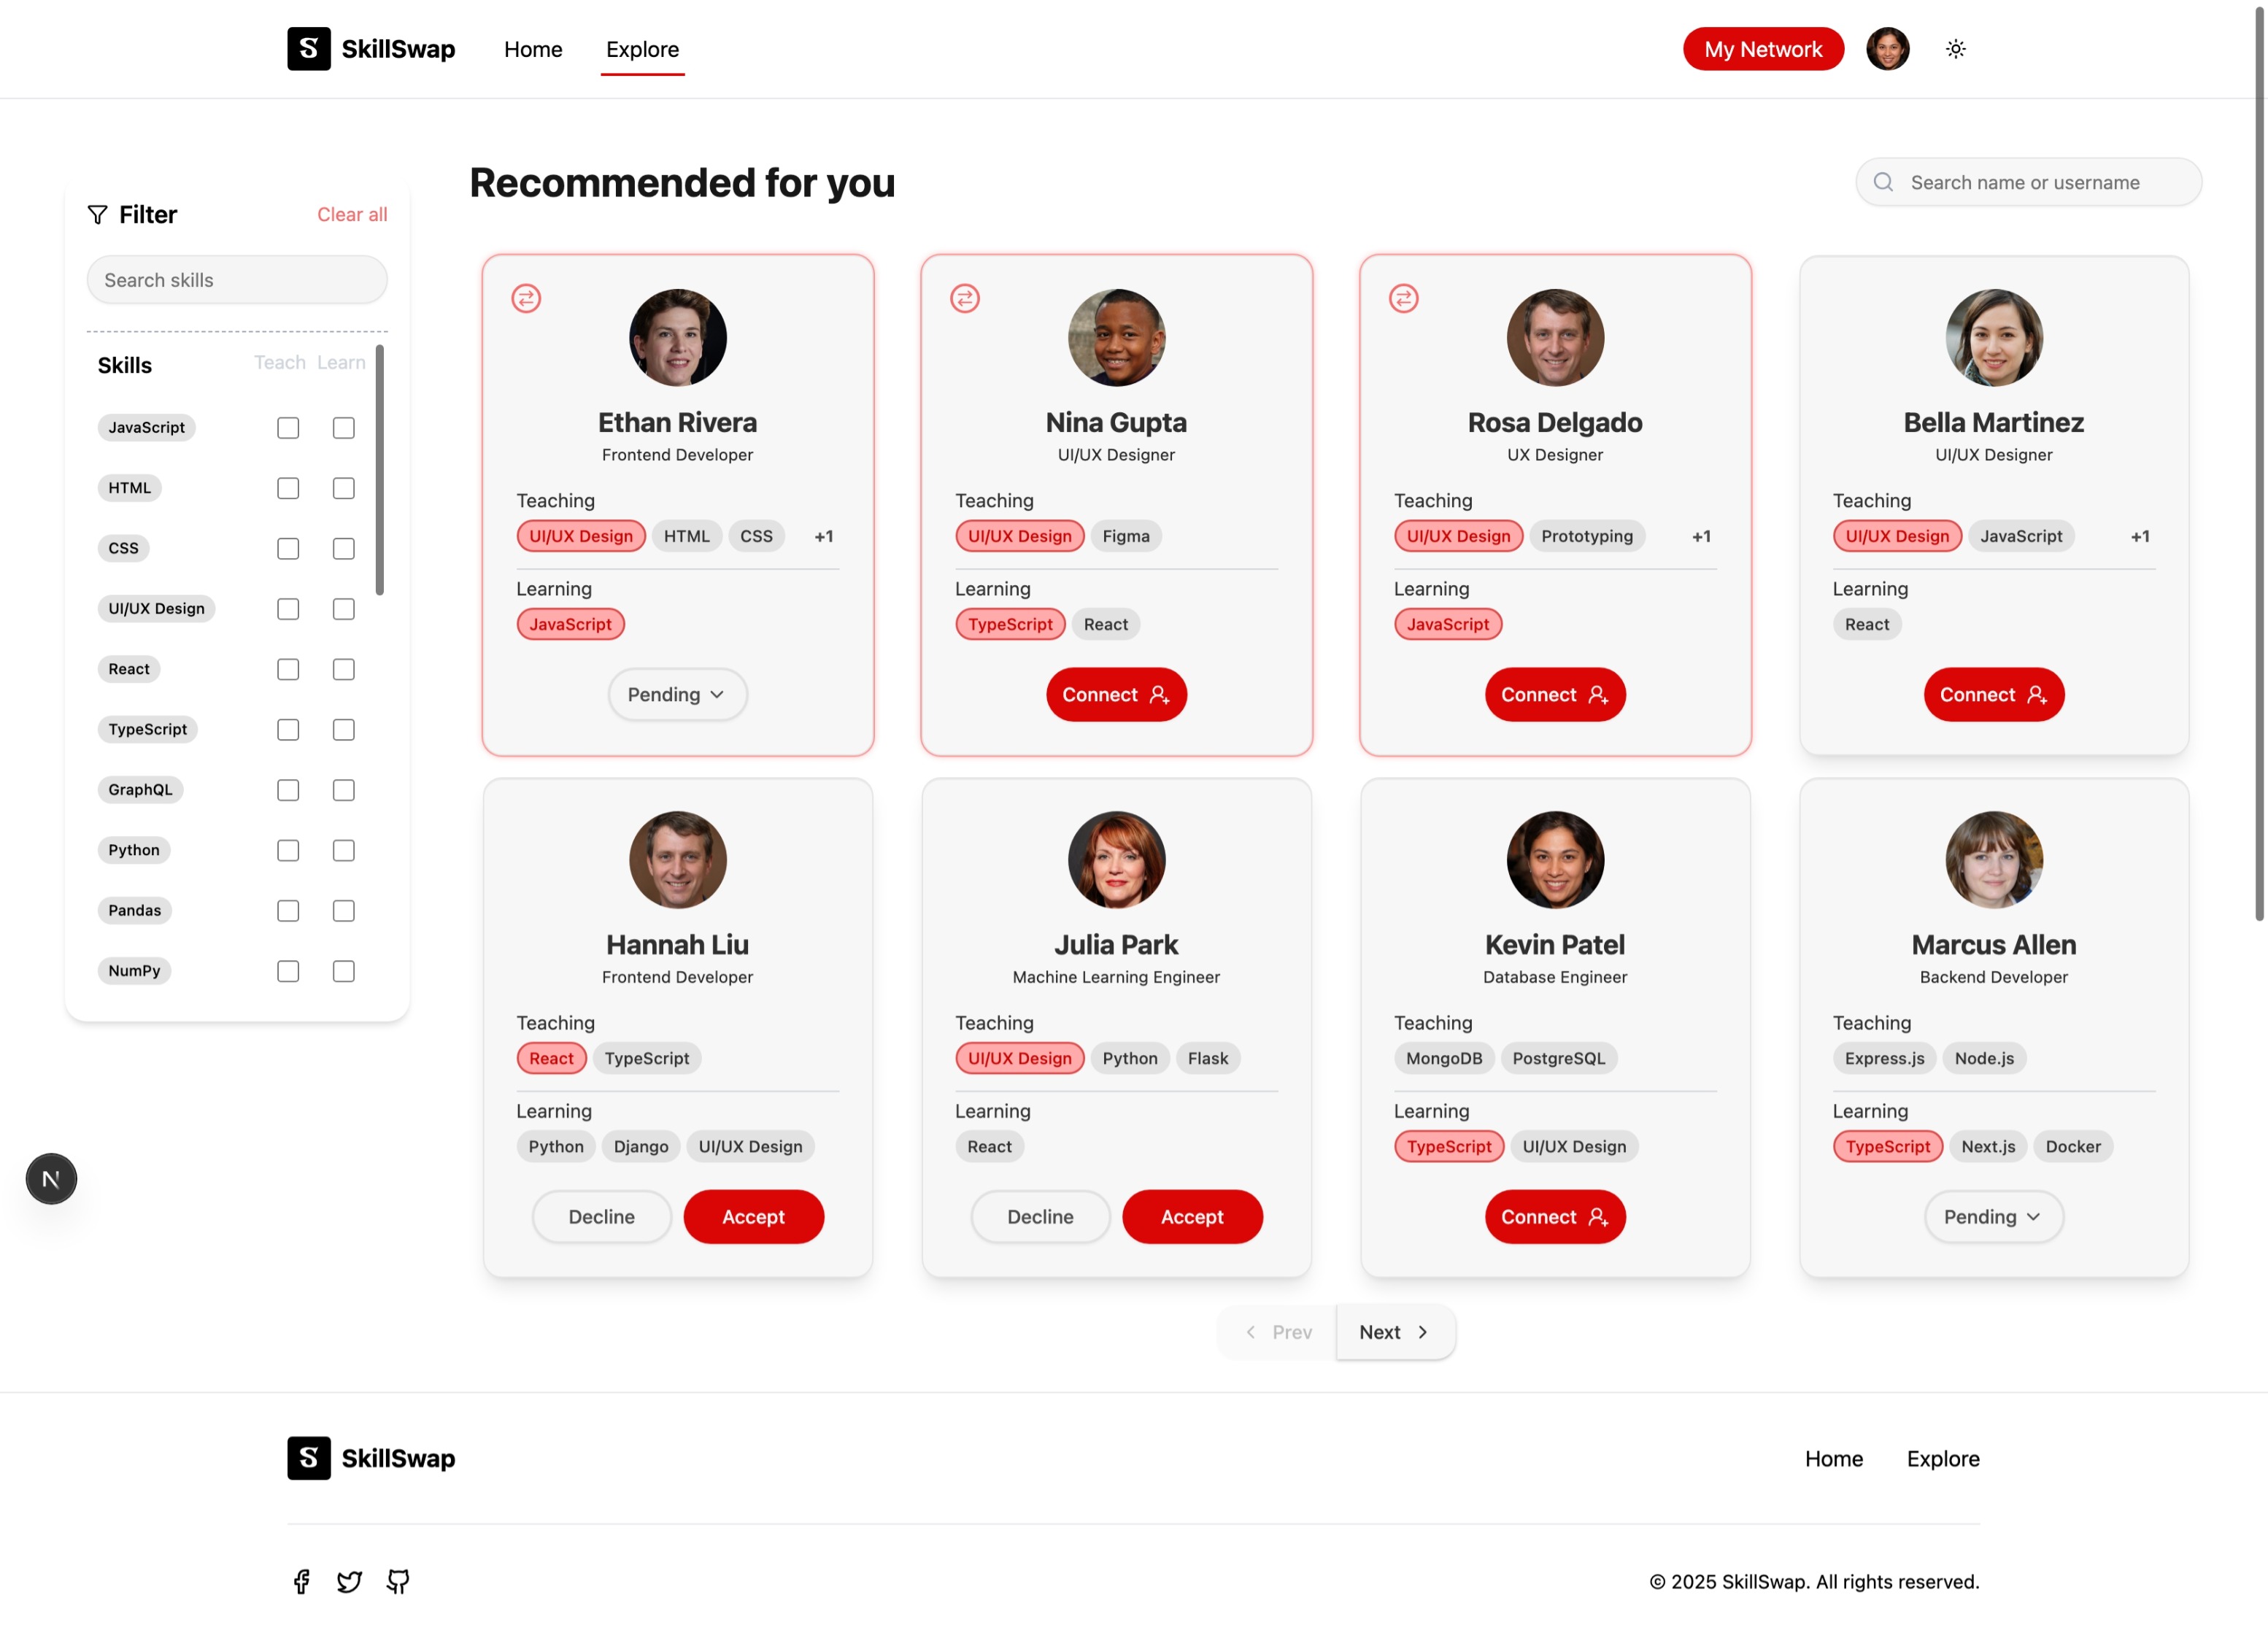 S SkillSwap Home Explore My Network
Recommended for you
Search name or username
Filter Clear all
Search skills
Skills Teach Learn
JavaScript
HTML
CSS
UI/UX Design
React
TypeScript
GraphQL
Python
Pandas
NumPy
Ethan Rivera
Frontend Developer
Teaching
UI/UX Design HTML CSS +1
Learning
JavaScript
Pending
Nina Gupta
UI/UX Designer
Teaching
UI/UX Design Figma
Learning
TypeScript React
Connect
Rosa Delgado
UX Designer
Teaching
UI/UX Design Prototyping +1
Learning
JavaScript
Connect
Bella Martinez
UI/UX Designer
Teaching
UI/UX Design JavaScript +1
Learning
React
Connect
Hannah Liu
Frontend Developer
Teaching
React TypeScript
Learning
Python Django UI/UX Design
Decline Accept
Julia Park
Machine Learning Engineer
Teaching
UI/UX Design Python Flask
Learning
React
Decline Accept
Kevin Patel
Database Engineer
Teaching
MongoDB PostgreSQL
Learning
TypeScript UI/UX Design
Connect
Marcus Allen
Backend Developer
Teaching
Express.js Node.js
Learning
TypeScript Next.js Docker
Pending
N
Prev Next
S SkillSwap Home Explore
© 2025 SkillSwap. All rights reserved.